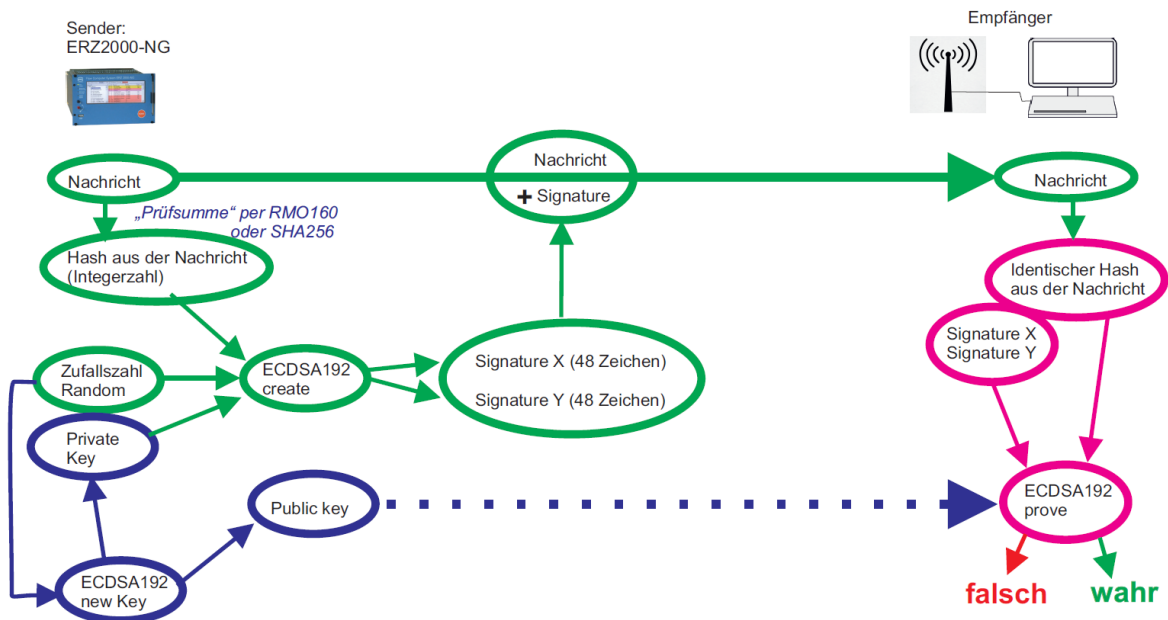 Sender:
ERZ2000-NG
Empfänger
Nachricht
Nachricht
+ Signature
Nachricht
„Prüfsumme“ per RMO160
oder SHA256
Hash aus der Nachricht
(Integerzahl)
Identischer Hash
aus der Nachricht
Signature X
Signature Y
Zufallszahl
Random
ECDSA192
create
Signature X (48 Zeichen)
Signature Y (48 Zeichen)
Private
Key
Public key
ECDSA192
prove
ECDSA192
new Key
falsch
wahr